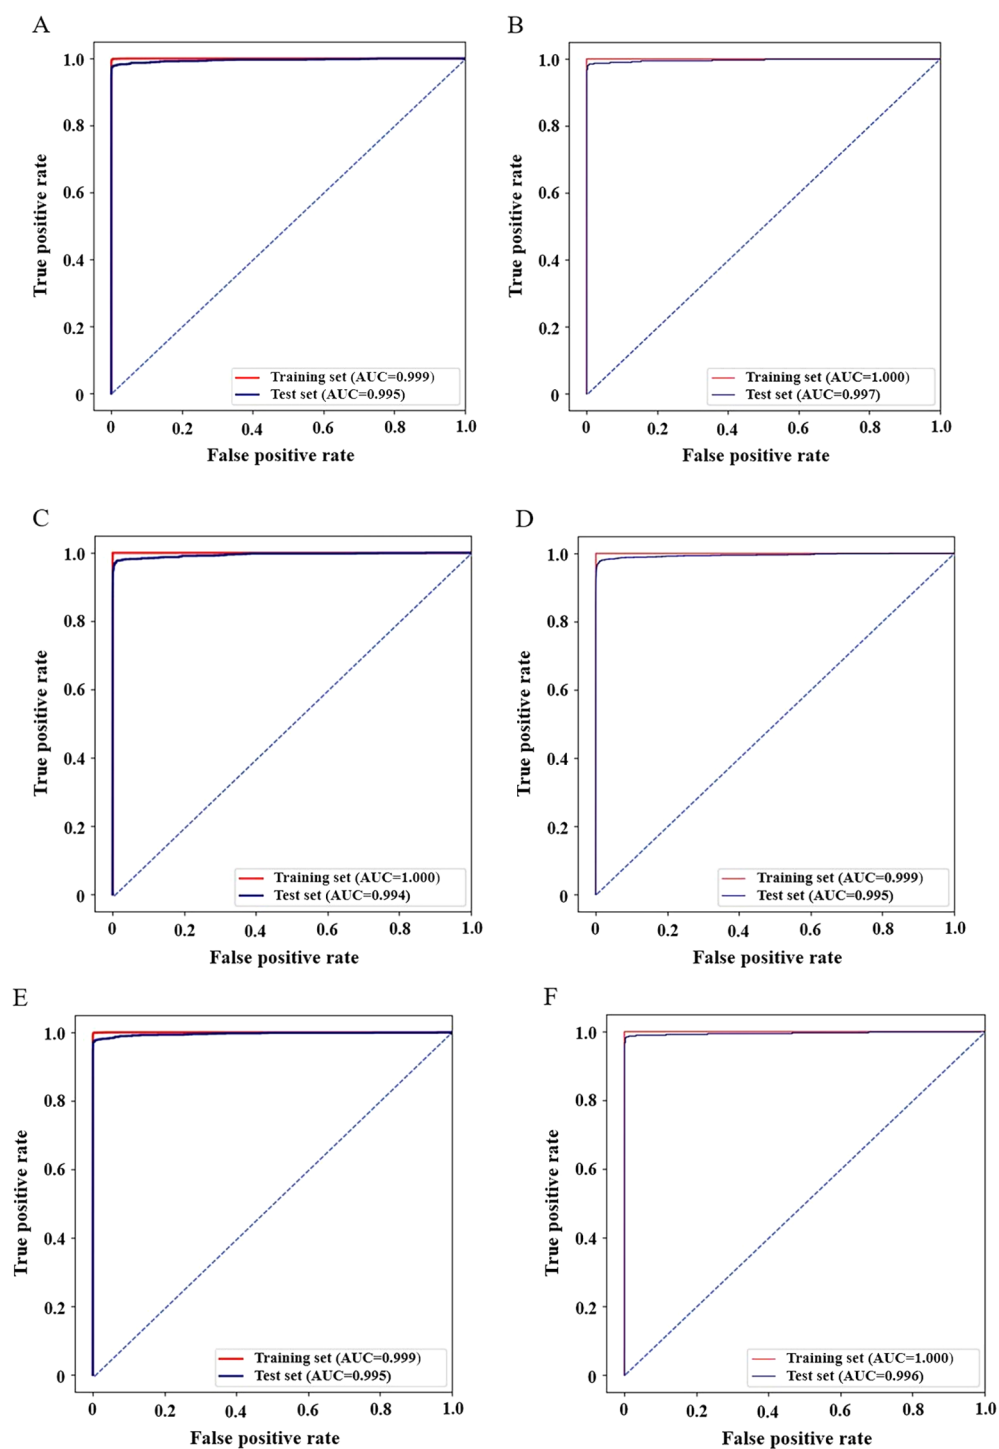 A
True positive rate
1.0
0.8
0.6
0.4
0.2
0
Training set (AUC=0.999)
Test set (AUC=0.995)
0 0.2 0.4 0.6 0.8 1.0
False positive rate
B
True positive rate
1.0
0.8
0.6
0.4
0.2
0
Training set (AUC=1.000)
Test set (AUC=0.997)
0 0.2 0.4 0.6 0.8 1.0
False positive rate
C
True positive rate
1.0
0.8
0.6
0.4
0.2
0
Training set (AUC=1.000)
Test set (AUC=0.994)
0 0.2 0.4 0.6 0.8 1.0
False positive rate
D
True positive rate
1.0
0.8
0.6
0.4
0.2
0
Training set (AUC=0.999)
Test set (AUC=0.995)
0 0.2 0.4 0.6 0.8 1.0
False positive rate
E
True positive rate
1.0
0.8
0.6
0.4
0.2
0
Training set (AUC=0.999)
Test set (AUC=0.995)
0 0.2 0.4 0.6 0.8 1.0
False positive rate
F
True positive rate
1.0
0.8
0.6
0.4
0.2
0
Training set (AUC=1.000)
Test set (AUC=0.996)
0 0.2 0.4 0.6 0.8 1.0
False positive rate